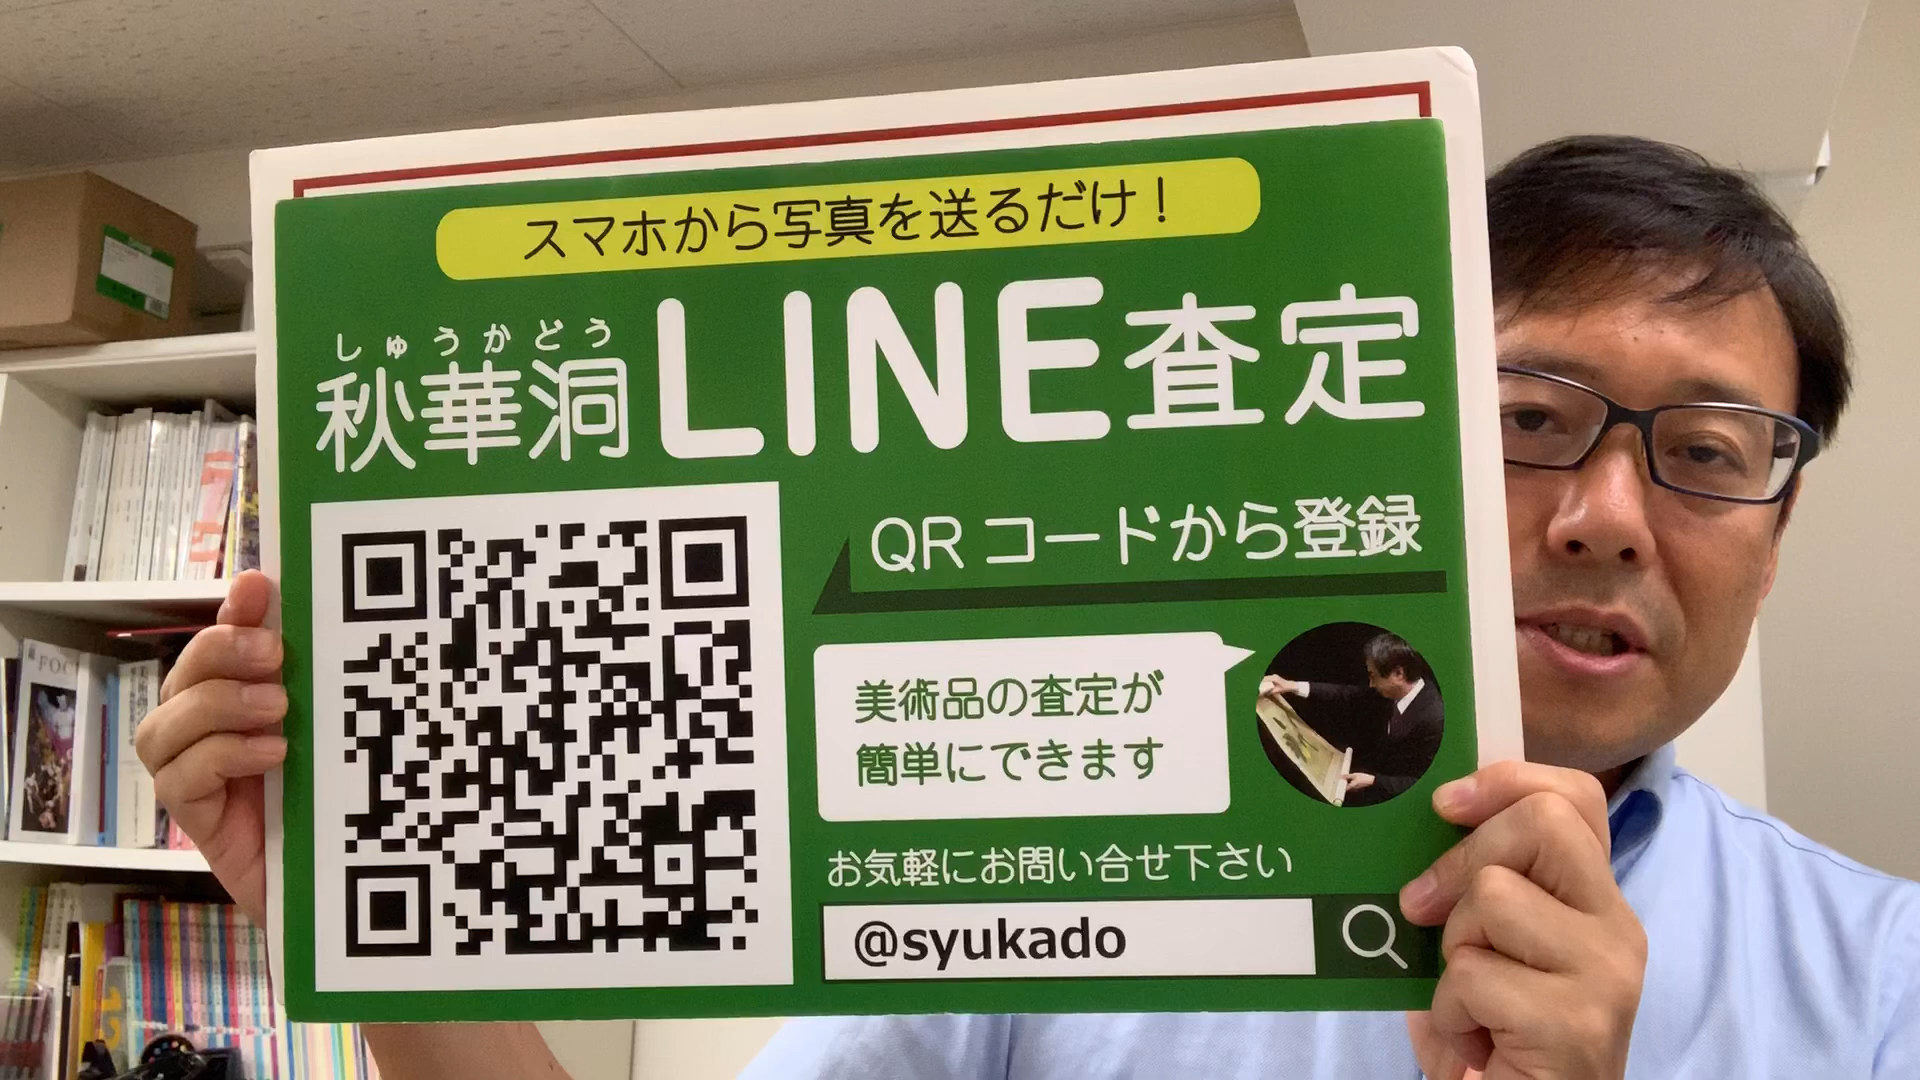 スマホから写真を送るだけ！
しゅうかどう
秋華洞LINE査定
QRコードから登録
美術品の査定が
簡単にできます
お気軽にお問い合せ下さい
@syukado